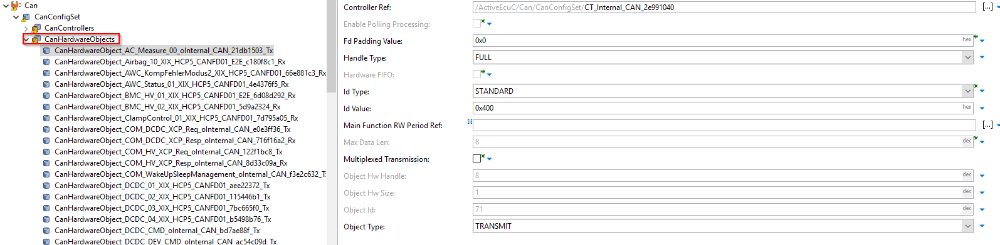 Can
CanConfigSet
CanControllers
CanHardwareObjects
CanHardwareObject_AC_Measure_00_oInternal_CAN_21db1503_Tx
CanHardwareObject_Airbag_10_XIX_HCP5_CANFD01_E2E_c180f8c1_Rx
CanHardwareObject_AWC_KompFehlerModus2_XIX_HCP5_CANFD01_66e881c3_Rx
CanHardwareObject_AWC_Status_01_XIX_HCP5_CANFD01_4e4376f5_Rx
CanHardwareObject_BMC_HV_01_XIX_HCP5_CANFD01_E2E_6d08d292_Rx
CanHardwareObject_BMC_HV_02_XIX_HCP5_CANFD01_5d9a2324_Rx
CanHardwareObject_ClampControl_01_XIX_HCP5_CANFD01_7d795a05_Rx
CanHardwareObject_COM_DCDC_XCP_Req_oInternal_CAN_e0e3ff36_Tx
CanHardwareObject_COM_DCDC_XCP_Resp_oInternal_CAN_716f16a2_Rx
CanHardwareObject_COM_HV_XCP_Req_oInternal_CAN_122f1bc8_Tx
CanHardwareObject_COM_HV_XCP_Resp_oInternal_CAN_8d33c09a_Rx
CanHardwareObject_COM_WakeUpSleepManagement_oInternal_CAN_f3e2c632_T
CanHardwareObject_DCDC_01_XIX_HCP5_CANFD01_aee22372_Tx
CanHardwareObject_DCDC_02_XIX_HCP5_CANFD01_115446b1_Tx
CanHardwareObject_DCDC_03_XIX_HCP5_CANFD01_7bc665f0_Tx
CanHardwareObject_DCDC_04_XIX_HCP5_CANFD01_b5498b76_Tx
CanHardwareObject_DCDC_CMD_oInternal_CAN_bd7ae88f_Tx
CanHardwareObject_DCDC_DEV_CMD_oInternal_CAN_ac54c09d_Tx
Controller Ref: /ActiveEcuC/Can/CanConfigSet/CT_Internal_CAN_2e991040 [...]
Enable Polling Processing: *
Fd Padding Value: 0x0 hex *
Handle Type: FULL
Hardware FIFO: *
Id Type: STANDARD *
Id Value: 0x400 hex
Main Function RW Period Ref: [...]
Max Data Len: 8 dec *
Multiplexed Transmission: *
Object Hw Handle: 8 dec
Object Hw Size: 1 dec
Object Id: 71 dec
Object Type: TRANSMIT